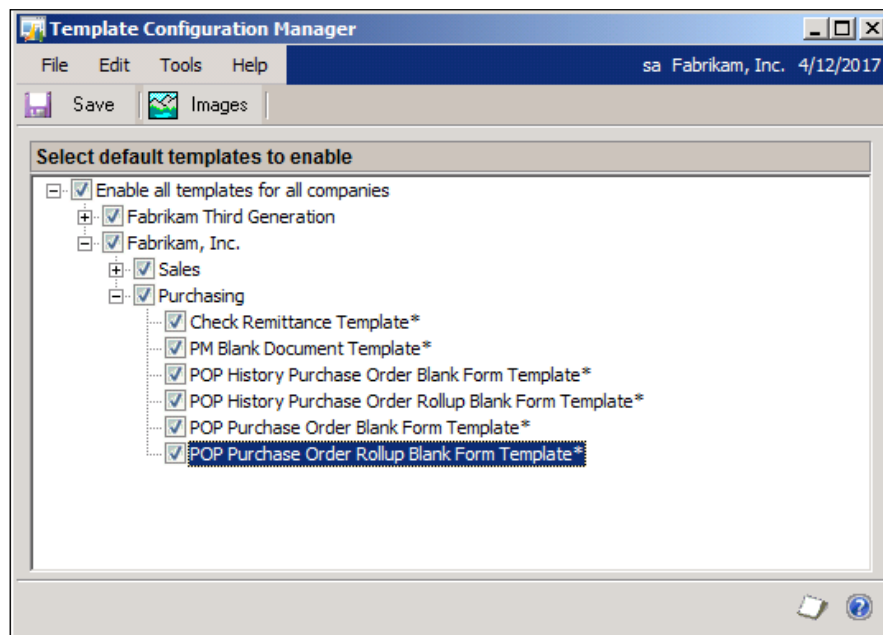 Template Configuration Manager
File Edit Tools Help sa Fabrikam, Inc. 4/12/2017
Save Images
Select default templates to enable
Enable all templates for all companies
Fabrikam Third Generation
Fabrikam, Inc.
Sales
Purchasing
Check Remittance Template*
PM Blank Document Template*
POP History Purchase Order Blank Form Template*
POP History Purchase Order Rollup Blank Form Template*
POP Purchase Order Blank Form Template*
POP Purchase Order Rollup Blank Form Template*